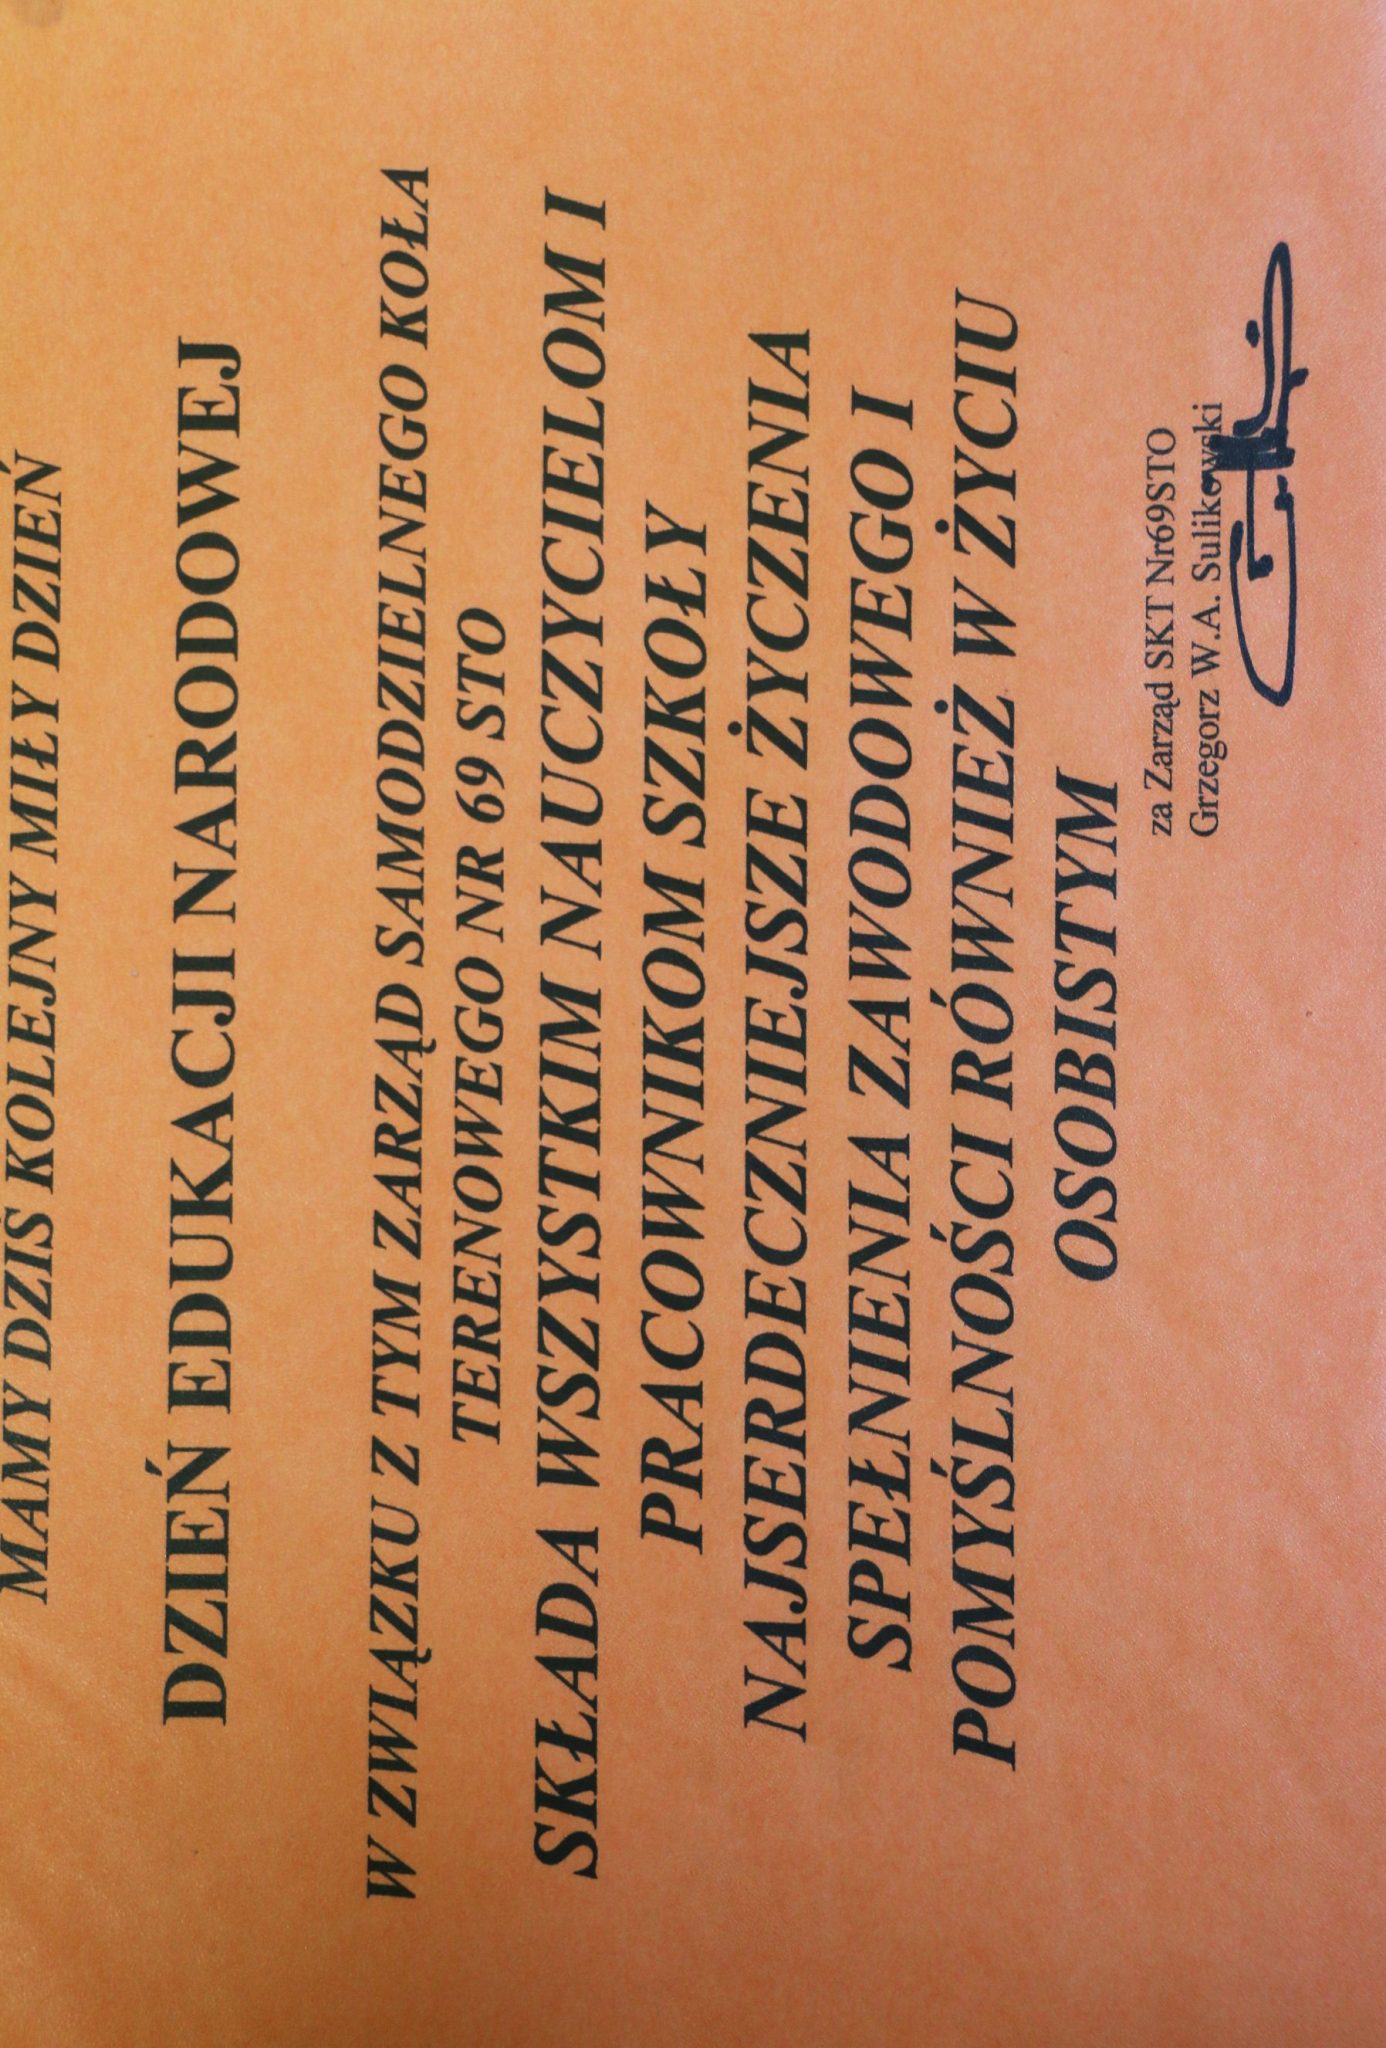 MAMY DZIŚ KOLEJNY MIŁY DZIEŃ
DZIEŃ EDUKACJI NARODOWEJ
W ZWIĄZKU Z TYM ZARZĄD SAMODZIELNEGO KOŁA
TERENOWEGO NR 69 STO
SKŁADA WSZYSTKIM NAUCZYCIELOM I
PRACOWNIKOM SZKOŁY
NAJSERDECZNIEJSZE ŻYCZENIA
SPEŁNIENIA ZAWODOWEGO I
POMYŚLNOŚCI RÓWNIEŻ W ŻYCIU
OSOBISTYM
za Zarząd SKT Nr69STO
Grzegorz W.A. Sulikowski